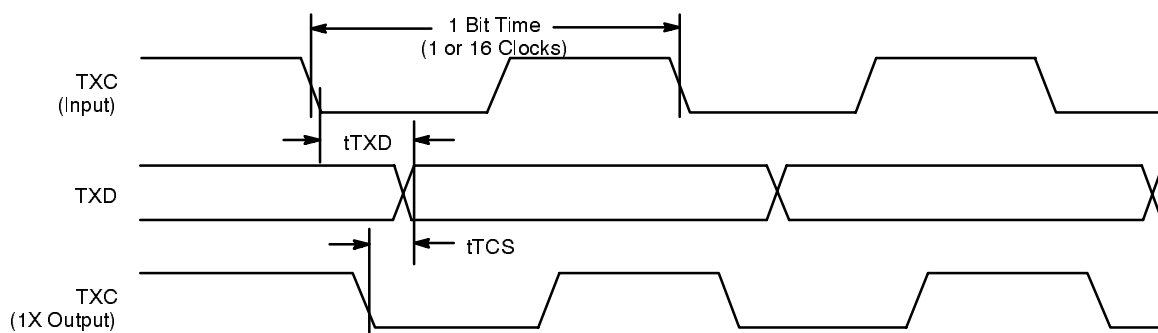 1 Bit Time
(1 or 16 Clocks)
TXC
(Input)
tTXD
TXD
tTCS
TXC
(1X Output)